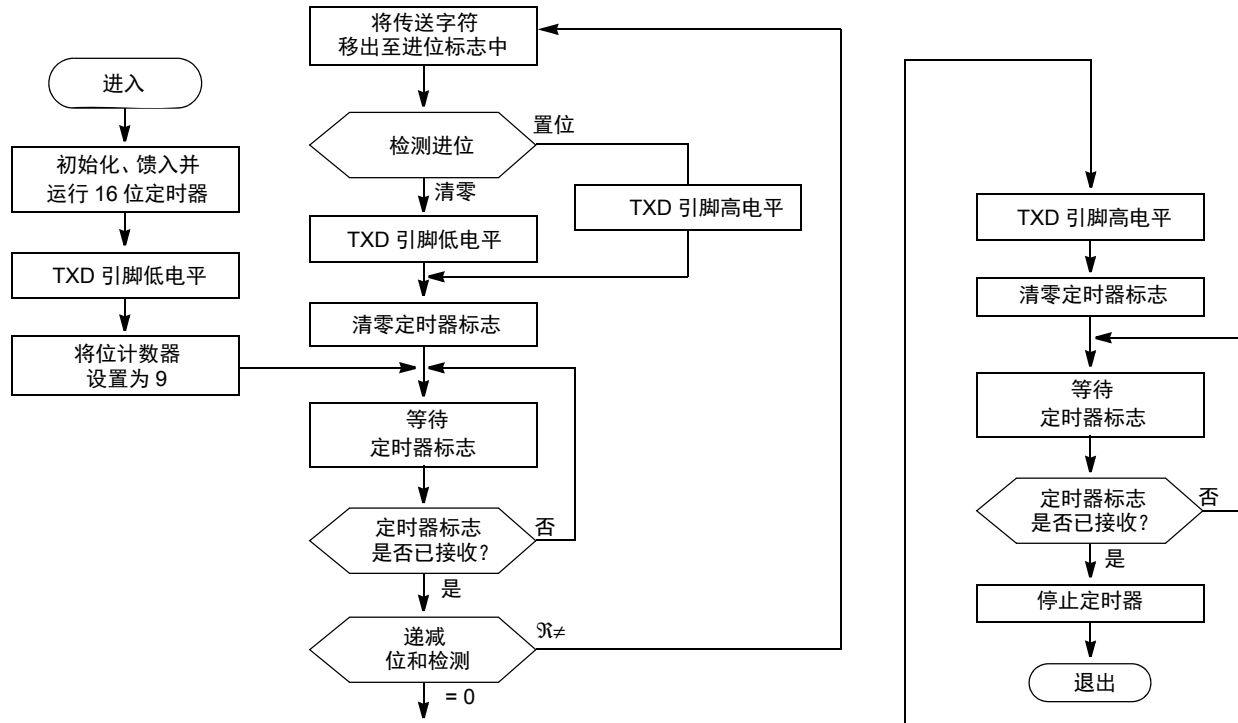 进入
初始化、馈入并
运行 16 位定时器
TXD 引脚低电平
将位计数器
设置为 9
将传送字符
移出至进位标志中
检测进位
置位
清零
TXD 引脚高电平
TXD 引脚低电平
清零定时器标志
等待
定时器标志
定时器标志
是否已接收?
否
是
递减
位和检测
ℜ≠
= 0
TXD 引脚高电平
清零定时器标志
等待
定时器标志
定时器标志
是否已接收?
否
是
停止定时器
退出